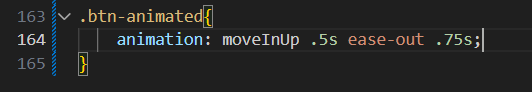 163 .btn-animated{
164 animation: moveInUp .5s ease-out .75s;
165 }